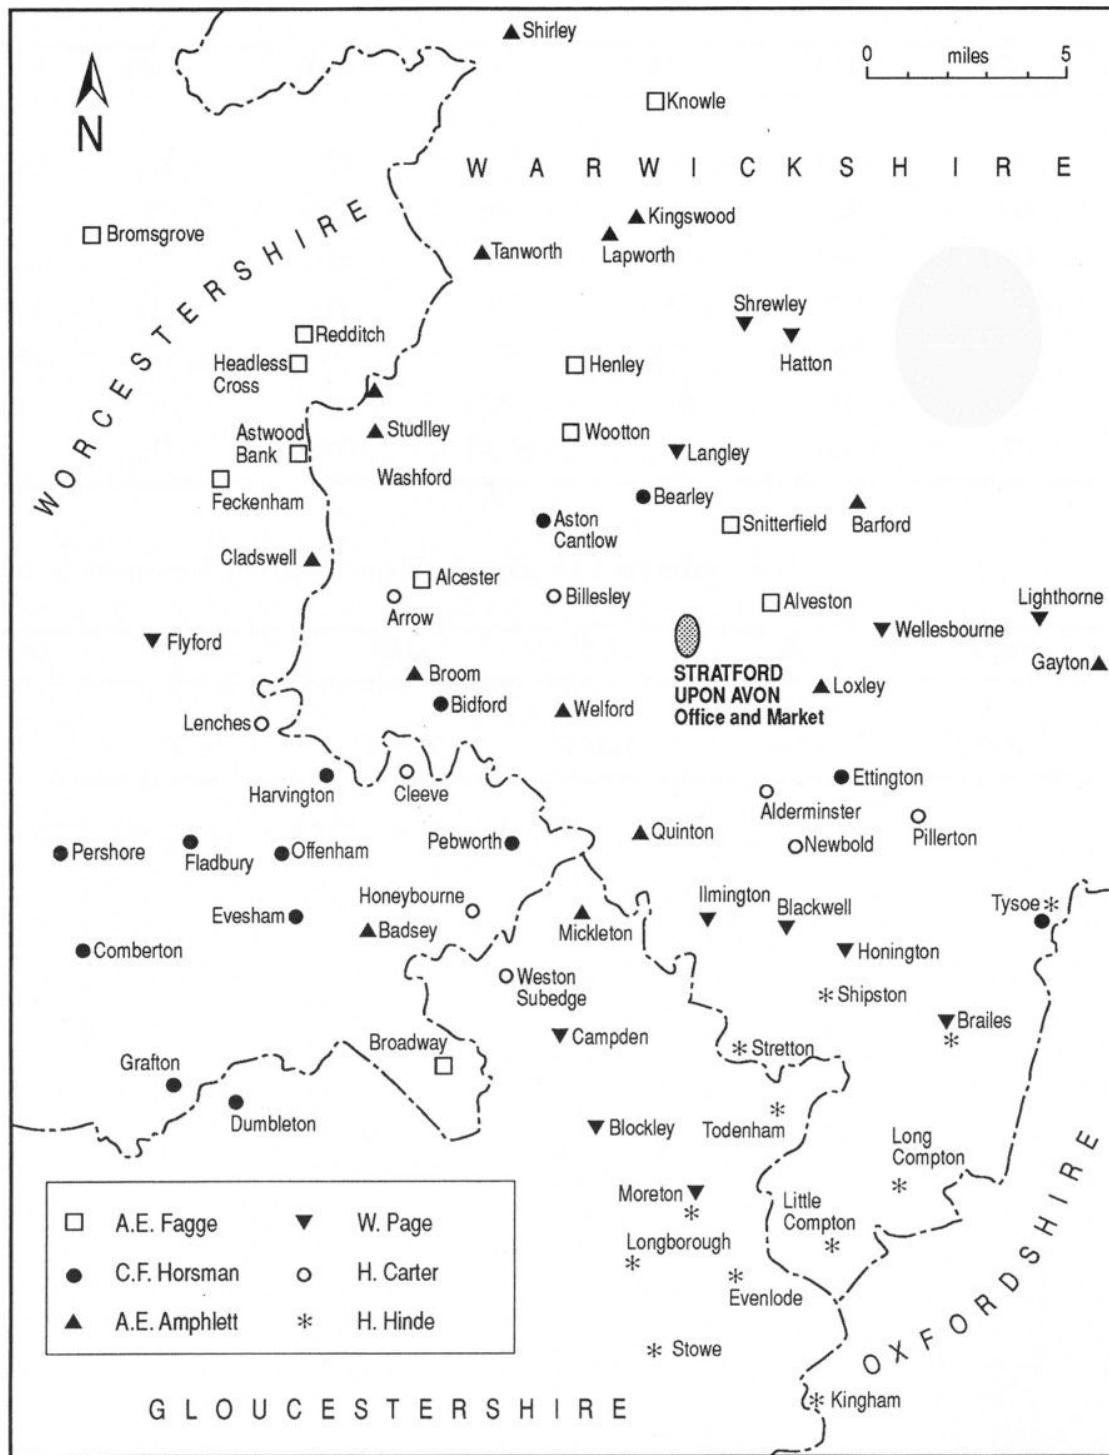 Shirley
0 miles 5
N
Knowle
WARWICKSHIRE
Kingswood
Bromsgrove
Tanworth
Lapworth
WORCESTERSHIRE
Shrewley
Redditch
Hatton
Headless
Cross
Henley
Astwood
Bank
Studlley
Wootton
Langley
Washford
Feckenham
Bearley
Aston
Cantlow
Snitterfield
Barford
Cladswell
Alcester
Arrow
Billesley
Alveston
Lighthorne
Flyford
Wellesbourne
Gayton
STRATFORD
UPON AVON
Office and Market
Broom
Loxley
Bidford
Welford
Lenches
Harvington
Cleeve
Ettington
Alderminster
Pershore
Fladbury
Offenham
Pebworth
Quinton
Newbold
Pillerton
Honeybourne
Ilmington
Blackwell
Tysoe
Evesham
Badsey
Mickleton
Comberton
Honington
Weston
Subedge
Shipston
Campden
Brailes
Broadway
Stretton
Grafton
Dumbleton
Blockley
Todenham
Long
Compton
Moreton
Little
Compton
Longborough
Evenlode
OXFORDSHIRE
Stowe
Kingham
A.E. Fagge
W. Page
C.F. Horsman
H. Carter
A.E. Amphlett
H. Hinde
GLOUCESTERSHIRE